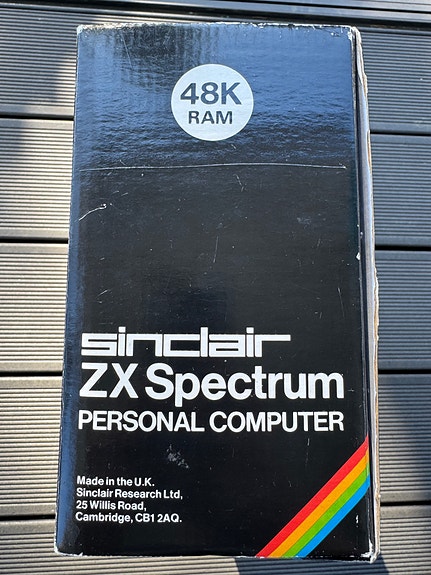 48K
RAM
sinclair
ZX Spectrum
PERSONAL COMPUTER
Made in the U.K.
Sinclair Research Ltd,
25 Willis Road,
Cambridge, CB1 2AQ.